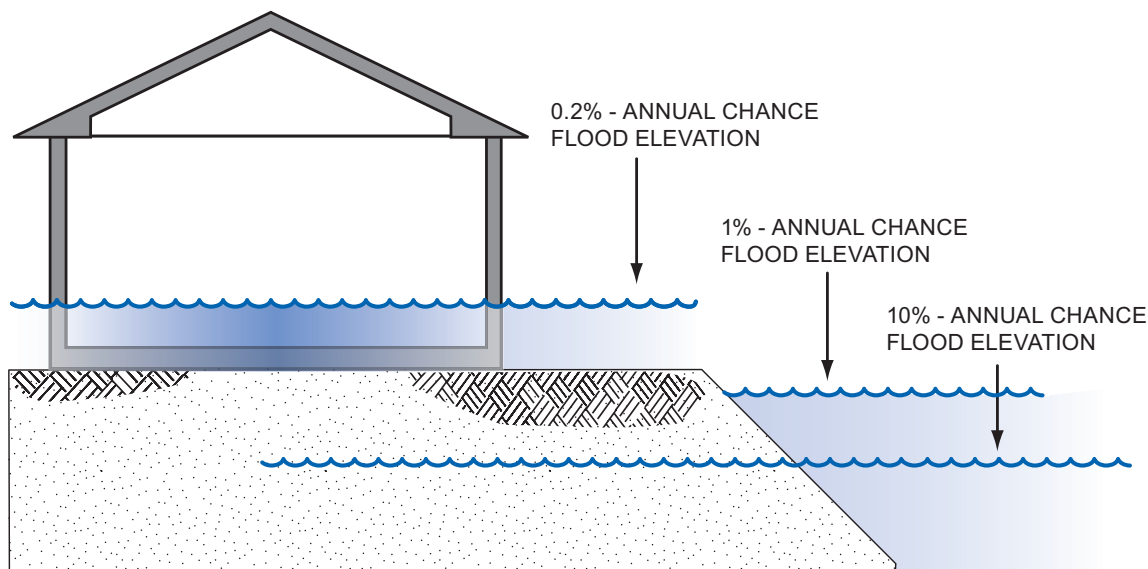 0.2% - ANNUAL CHANCE
FLOOD ELEVATION
1% - ANNUAL CHANCE
FLOOD ELEVATION
10% - ANNUAL CHANCE
FLOOD ELEVATION